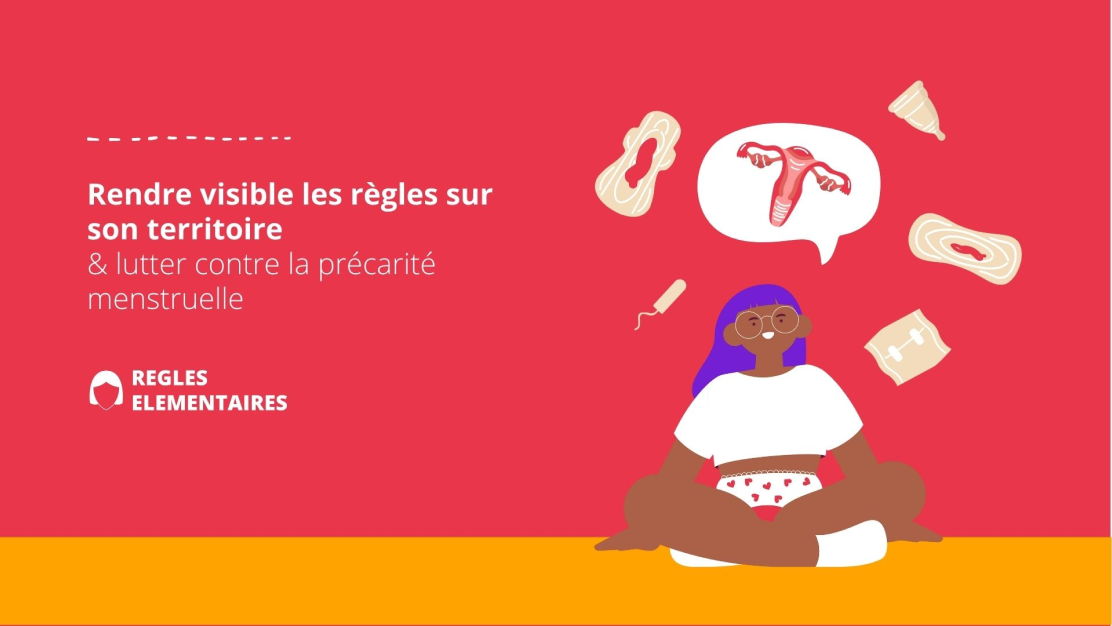 Rendre visible les règles sur
son territoire
& lutter contre la précarité
menstruelle
REGLES
ELEMENTAIRES